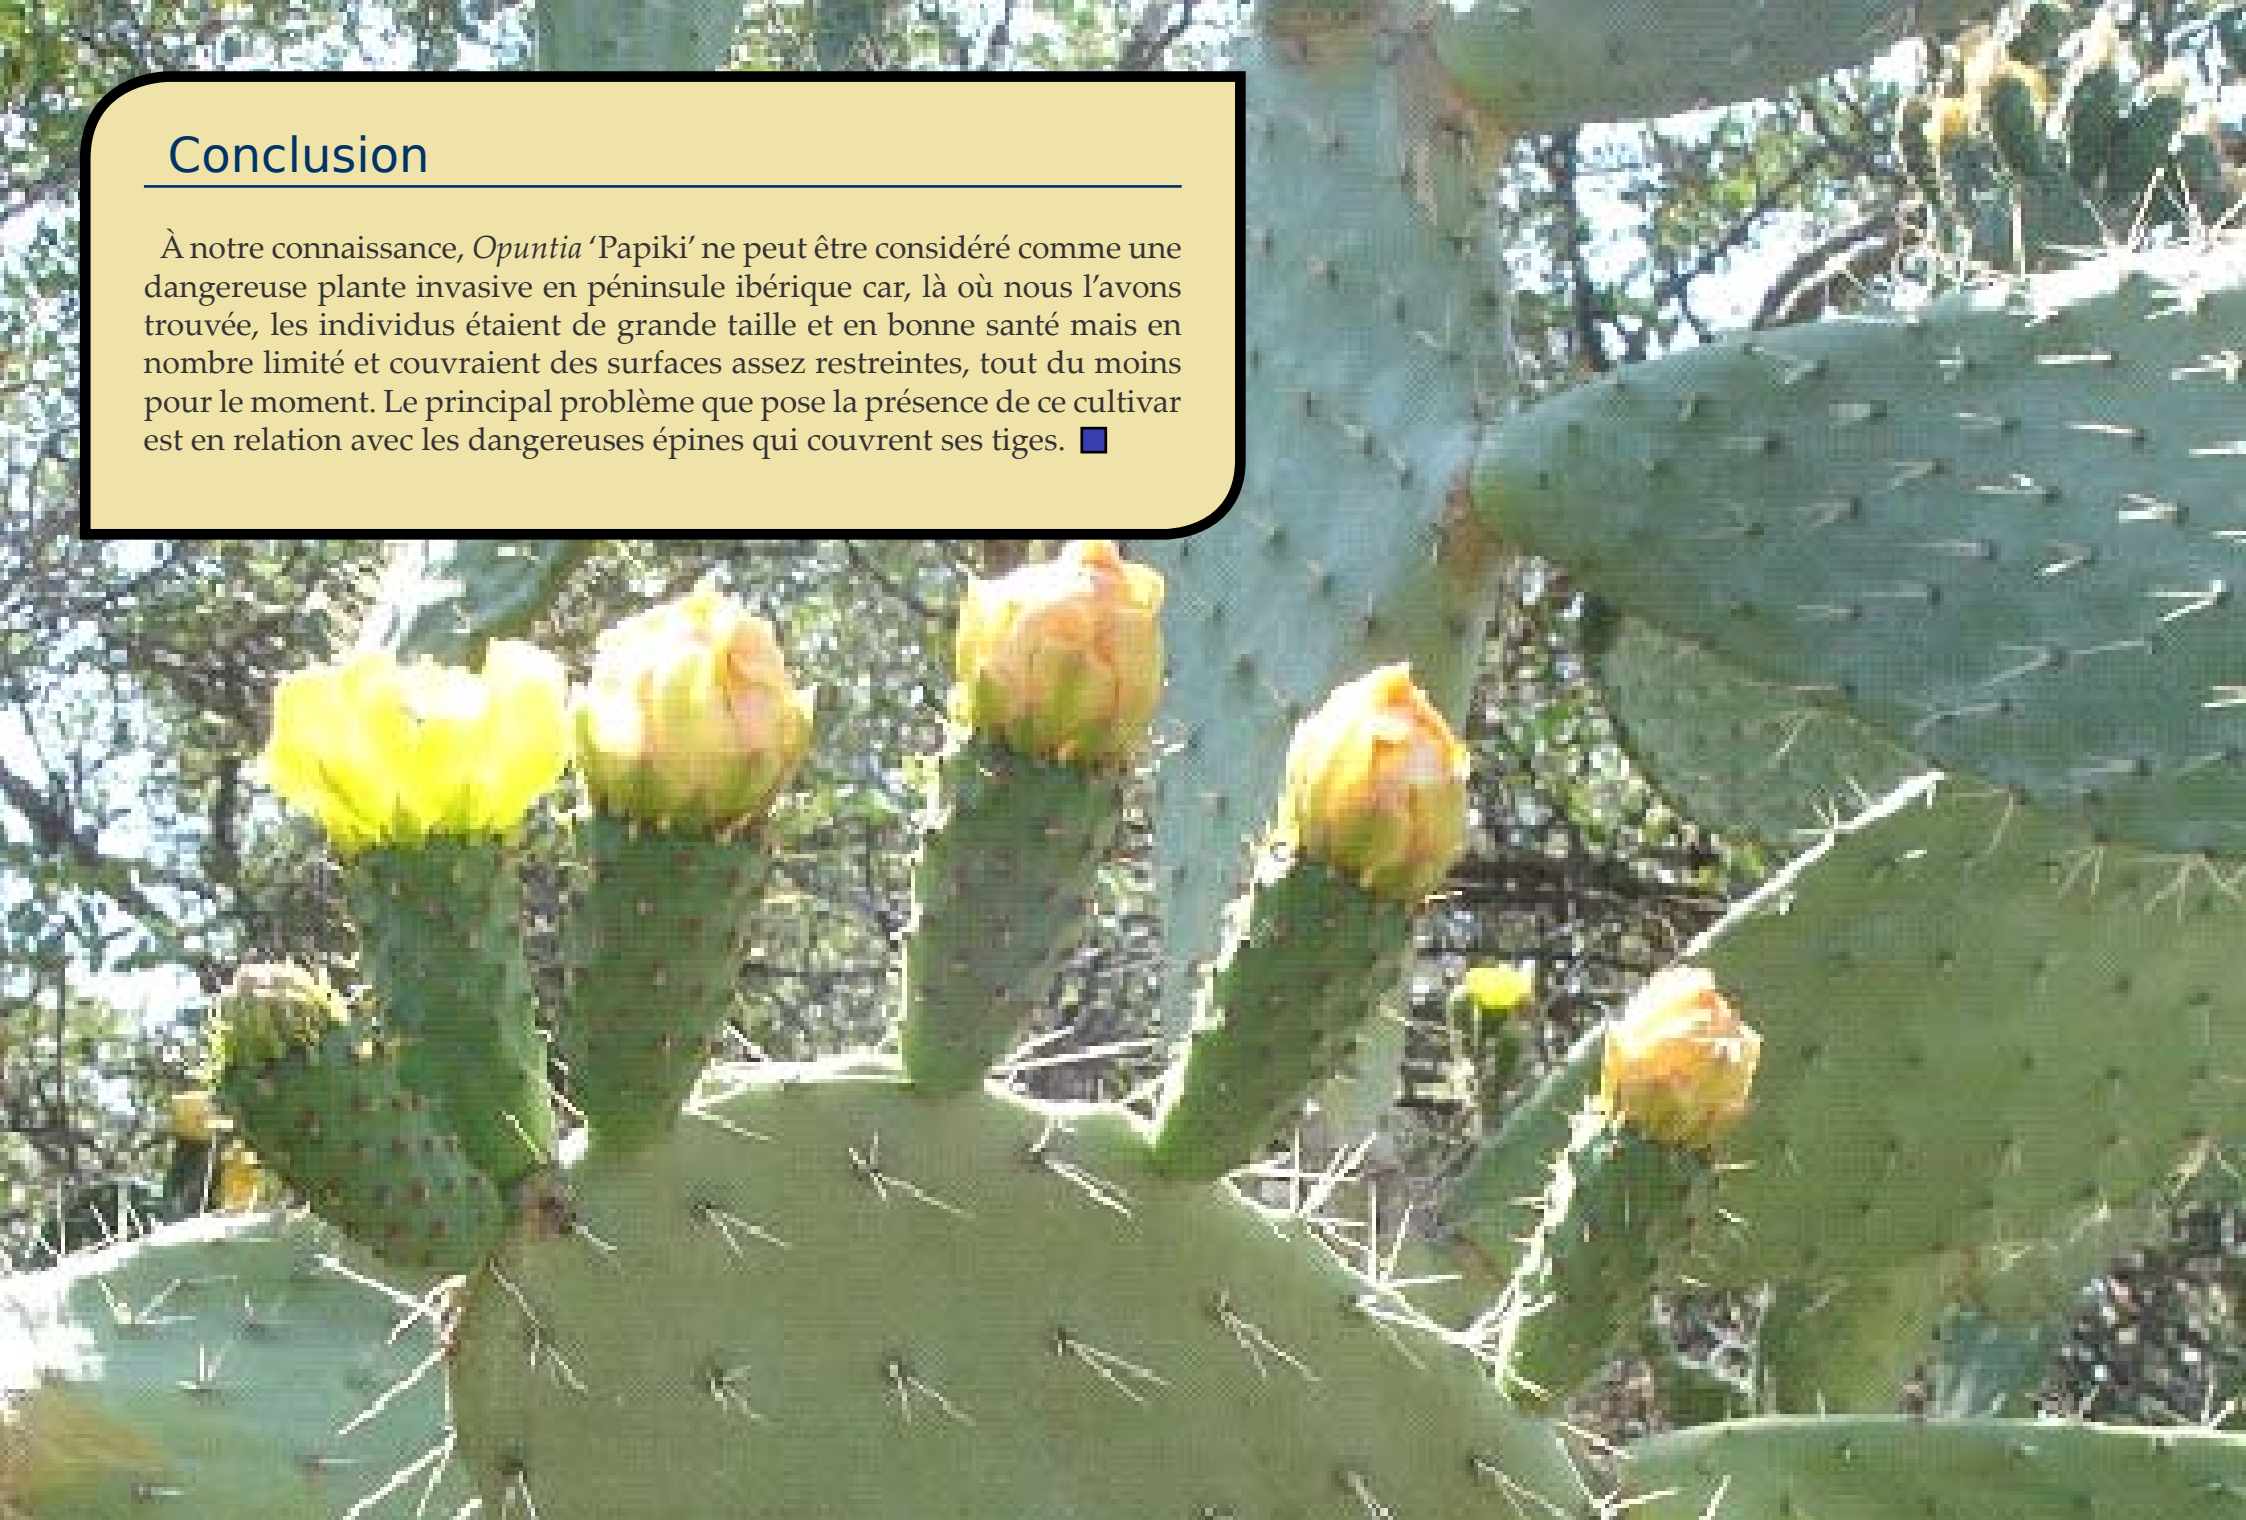 Conclusion
À notre connaissance, Opuntia ‘Papiki’ ne peut être considéré comme une
dangereuse plante invasive en péninsule ibérique car, là où nous l’avons
trouvée, les individus étaient de grande taille et en bonne santé mais en
nombre limité et couvraient des surfaces assez restreintes, tout du moins
pour le moment. Le principal problème que pose la présence de ce cultivar
est en relation avec les dangereuses épines qui couvrent ses tiges.